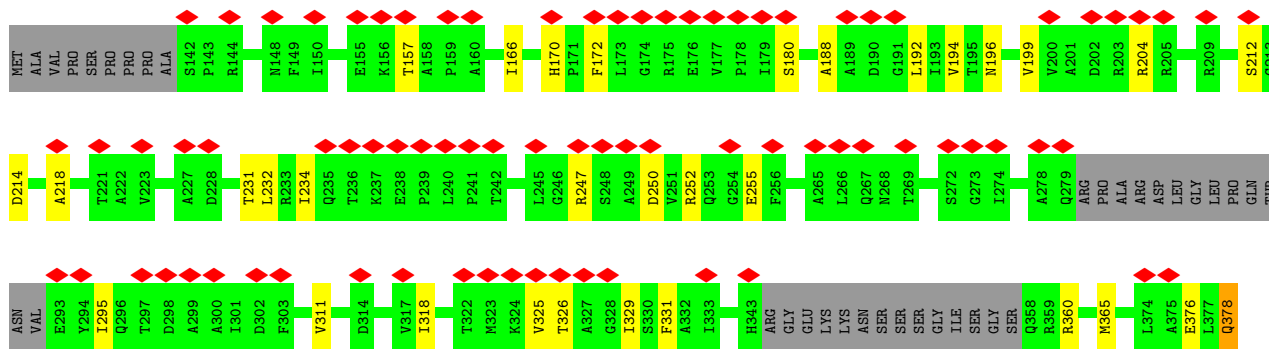 MET ALA VAL PRO SER PRO PRO PRO ALA S142 P143 R144 N148 F149 I150 E155 K156 T157 A158 P159 A160 I166 H170 P171 F172 L173 G174 R175 E176 V177 P178 I179 S180 A188 A189 D190 G191 L192 I193 V194 T195 N196 V199 V200 A201 D202 R203 R204 R205 R209 S212
D214 A218 T221 A222 V223 A227 D228 T231 L232 R233 I234 Q235 T236 K237 E238 P239 L240 P241 T242 L245 G246 R247 S248 A249 D250 V251 R252 Q253 G254 E255 F256 A265 L266 Q267 N268 T269 S272 G273 I274 A278 Q279 ARG PRO ALA ARG ASP LEU GLY LEU PRO GLN
ASN VAL E293 Y294 I295 Q296 T297 D298 A299 A300 I301 D302 F303 V311 D314 V317 I318 T322 M323 K324 V325 T326 A327 G328 I329 S330 F331 A332 I333 H343 ARG GLY GLU LYS LYS ASN SER SER SER GLY ILE SER GLY SER Q358 R359 R360 M365 L374 A375 E376 L377 Q378